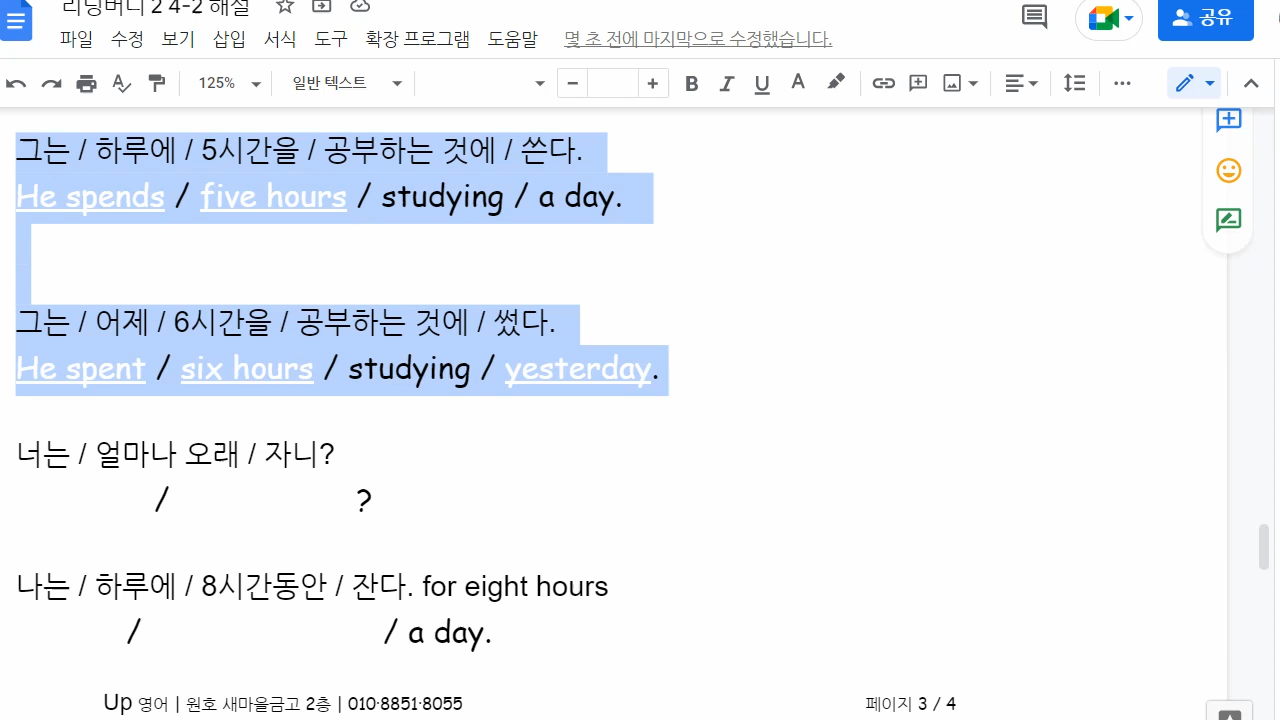 리딩버디 2 4-2 해설
파일 수정 보기 삽입 서식 도구 확장 프로그램 도움말 몇 초 전에 마지막으로 수정했습니다.
공유
125% 일반 텍스트 − + B I U A
그는 / 하루에 / 5시간을 / 공부하는 것에 / 쓴다.
He spends / five hours / studying / a day.
그는 / 어제 / 6시간을 / 공부하는 것에 / 썼다.
He spent / six hours / studying / yesterday.
너는 / 얼마나 오래 / 자니?
/ ?
나는 / 하루에 / 8시간동안 / 잔다. for eight hours
/ / a day.
Up 영어 | 원호 새마을금고 2층 | 010·8851·8055 페이지 3 / 4